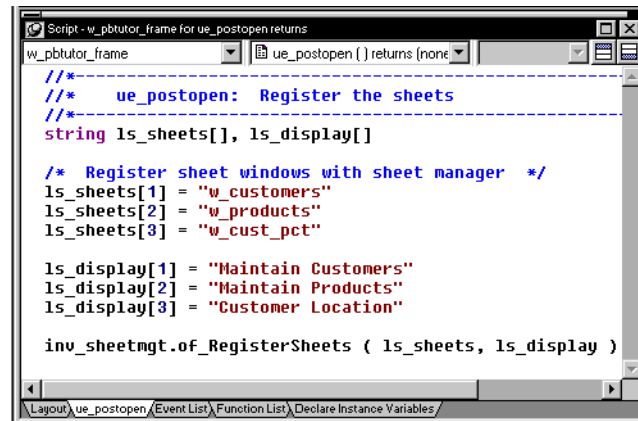 Script - w_pbtutor_frame for ue_postopen returns
w_pbtutor_frame ue_postopen ( ) returns (none
//*-----------------------------------------------------------
//* ue_postopen: Register the sheets
//*-----------------------------------------------------------
string ls_sheets[], ls_display[]
/* Register sheet windows with sheet manager */
ls_sheets[1] = "w_customers"
ls_sheets[2] = "w_products"
ls_sheets[3] = "w_cust_pct"
ls_display[1] = "Maintain Customers"
ls_display[2] = "Maintain Products"
ls_display[3] = "Customer Location"
inv_sheetmgt.of_RegisterSheets ( ls_sheets, ls_display )
Layout ue_postopen Event List Function List Declare Instance Variables